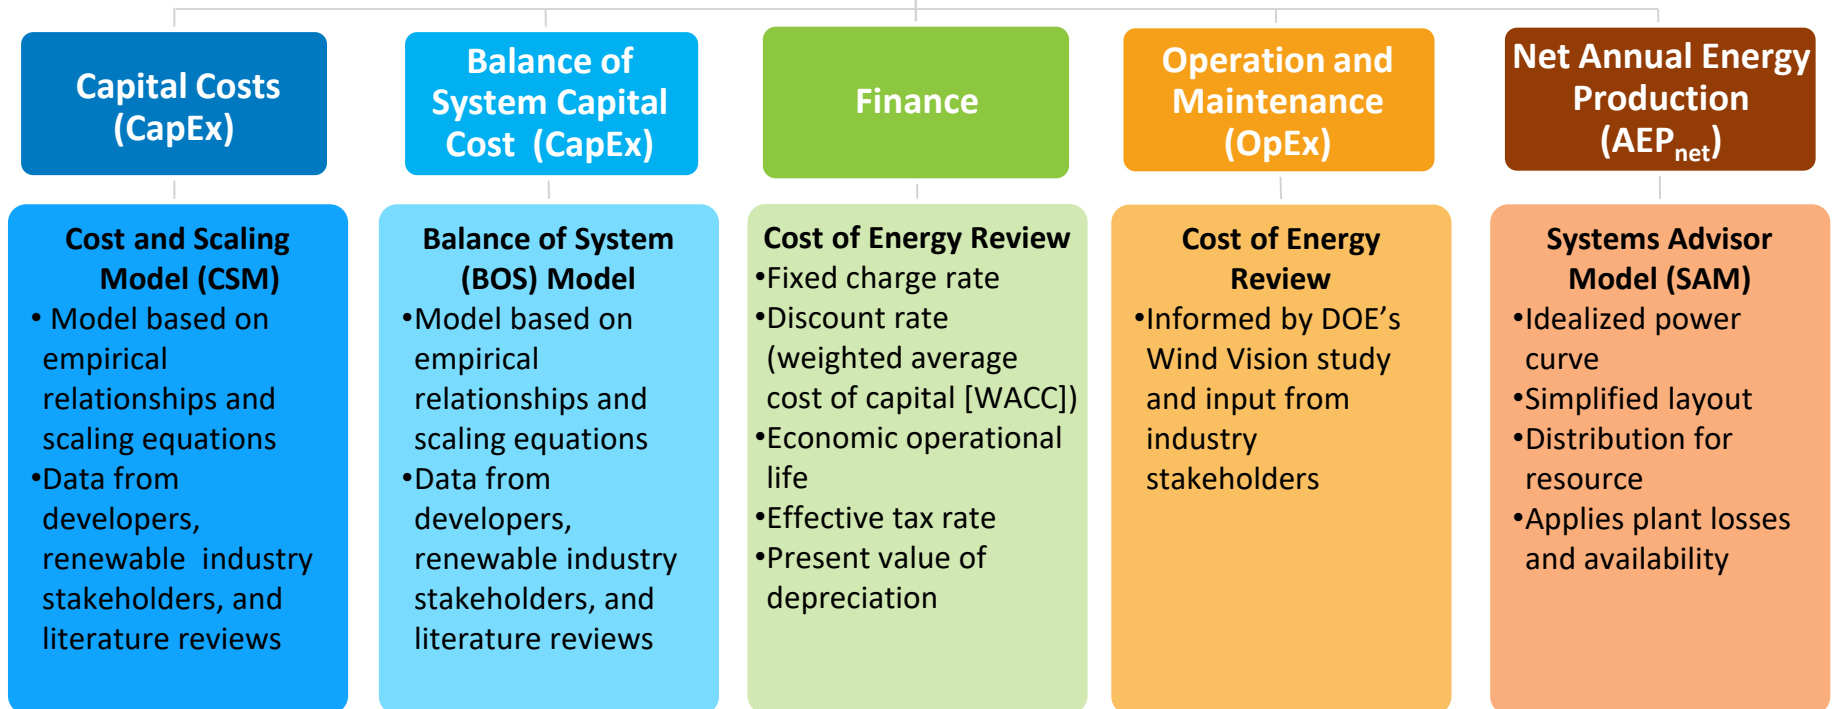 Capital Costs
(CapEx)
Balance of
System Capital
Cost (CapEx)
Finance
Operation and
Maintenance
(OpEx)
Net Annual Energy
Production
(AEPnet)
Cost and Scaling
Model (CSM)
• Model based on
empirical
relationships and
scaling equations
•Data from
developers,
renewable industry
stakeholders, and
literature reviews
Balance of System
(BOS) Model
•Model based on
empirical
relationships and
scaling equations
•Data from
developers,
renewable industry
stakeholders, and
literature reviews
Cost of Energy Review
•Fixed charge rate
•Discount rate
(weighted average
cost of capital [WACC])
•Economic operational
life
•Effective tax rate
•Present value of
depreciation
Cost of Energy
Review
•Informed by DOE’s
Wind Vision study
and input from
industry
stakeholders
Systems Advisor
Model (SAM)
•Idealized power
curve
•Simplified layout
•Distribution for
resource
•Applies plant losses
and availability